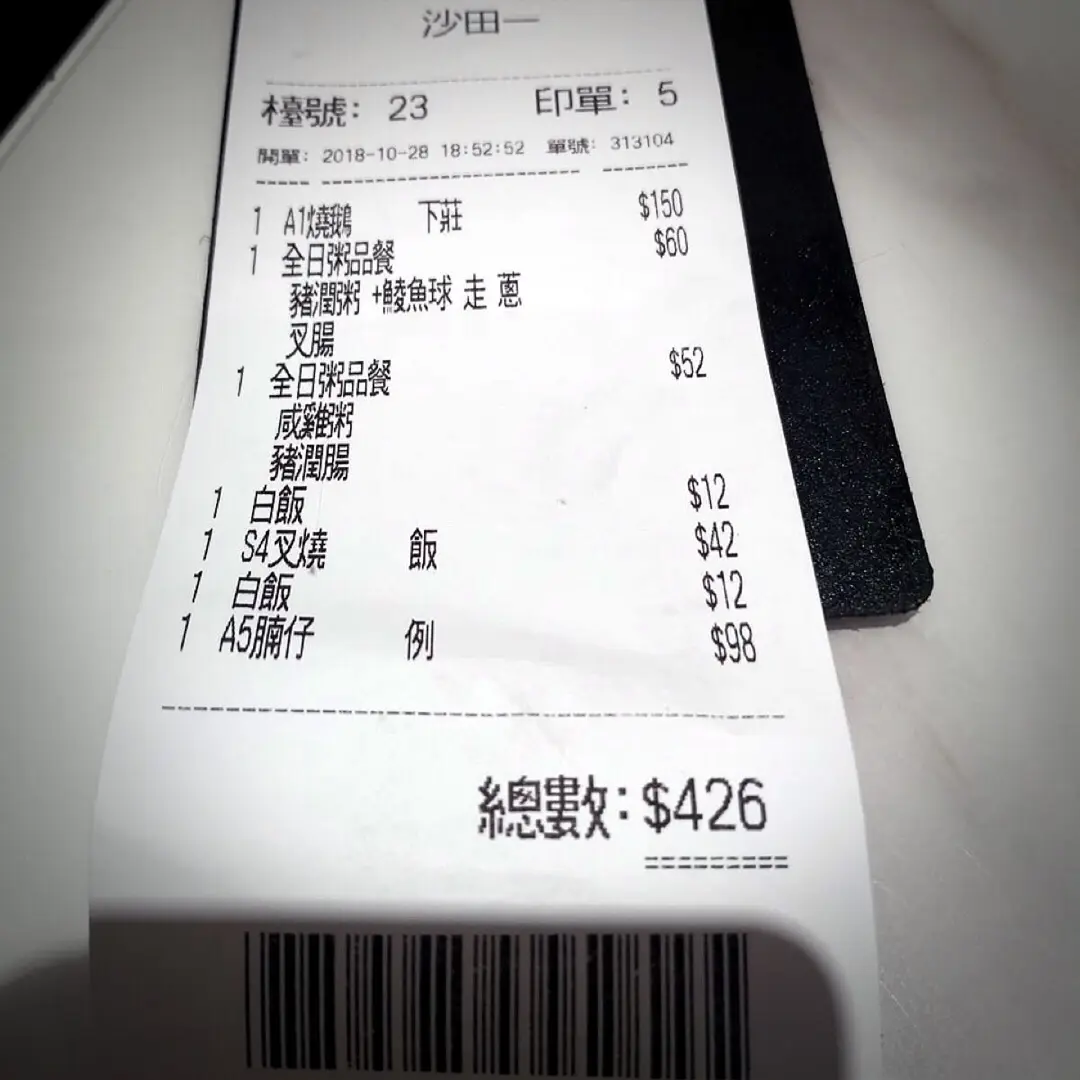 沙田一
檯號： 23 印單： 5
開單： 2018-10-28 18:52:52 單號： 313104
1 A1燒鵝 下莊 $150
1 全日粥品餐 $60
豬潤粥 +鯪魚球 走 蔥
叉腸
1 全日粥品餐 $52
咸雞粥
豬潤腸
1 白飯 $12
1 S4叉燒 飯 $42
1 白飯 $12
1 A5腩仔 例 $98
總數：$426